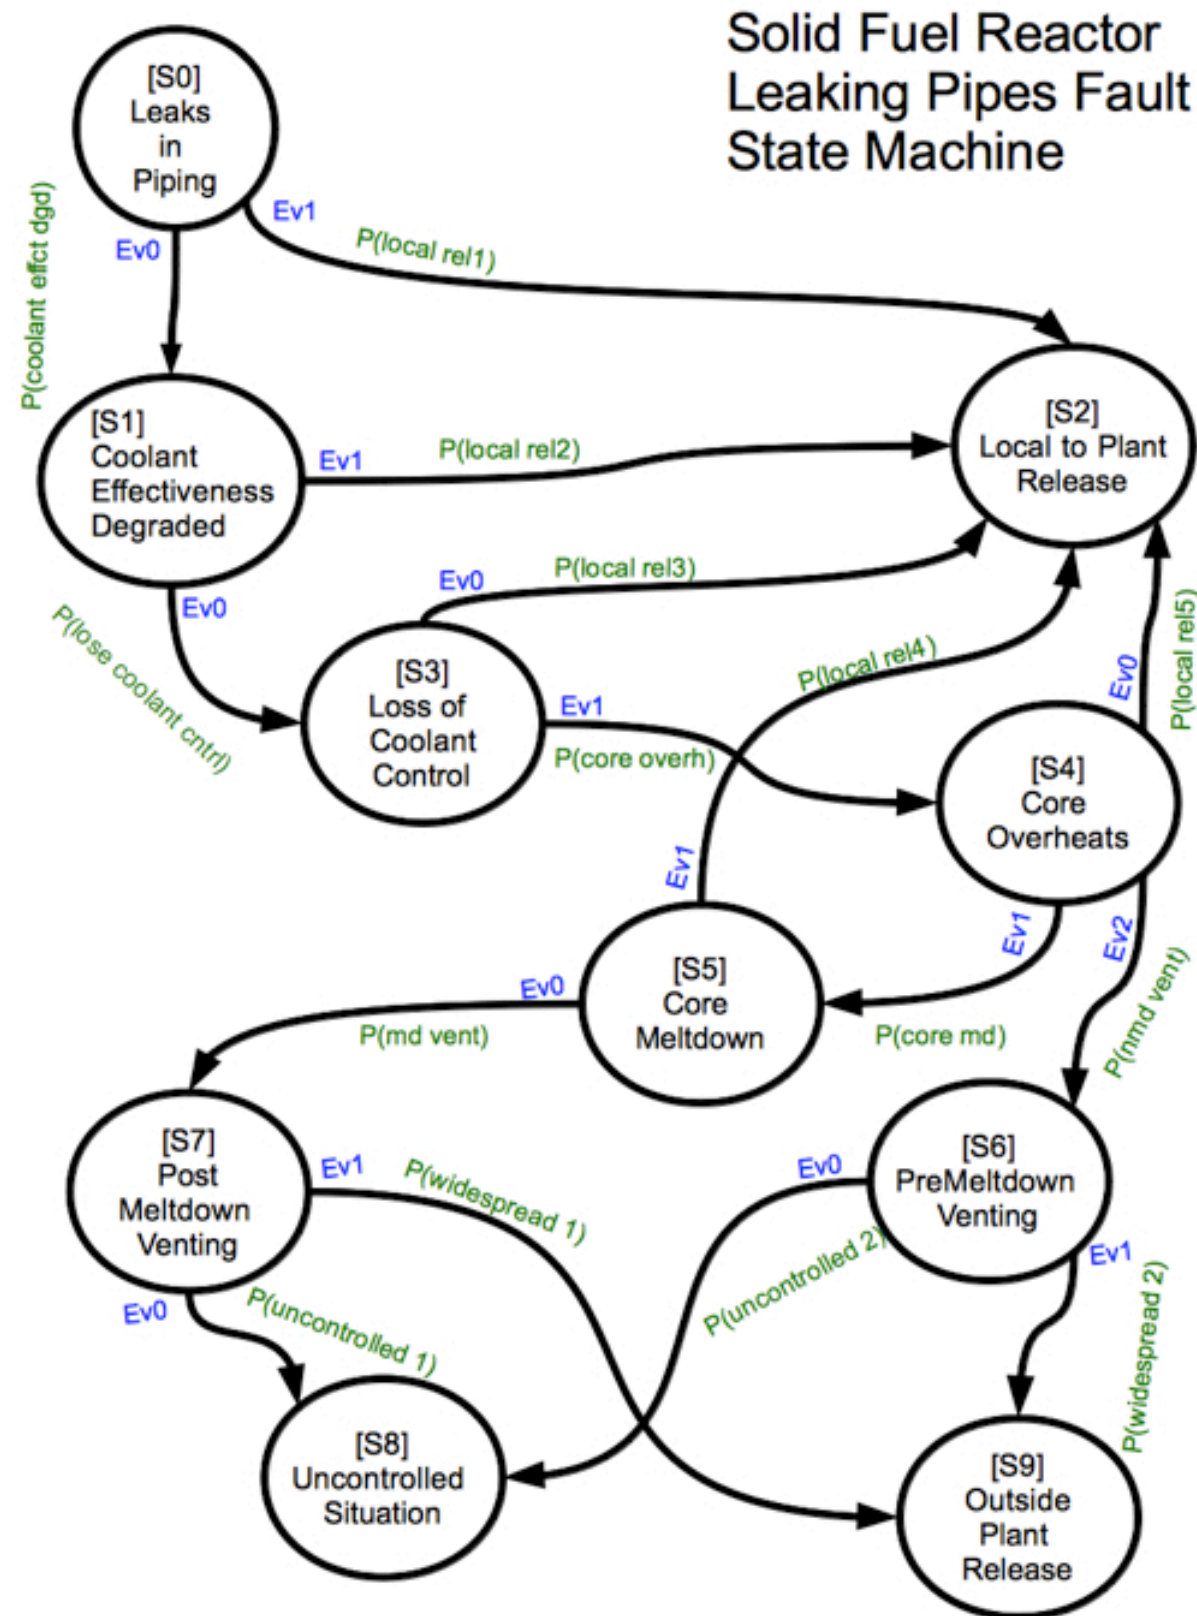 Solid Fuel Reactor
Leaking Pipes Fault
State Machine
[S0]
Leaks
in
Piping
Ev0
Ev1
P(coolant effct dgd)
P(local rel1)
[S1]
Coolant
Effectiveness
Degraded
Ev1
P(local rel2)
[S2]
Local to Plant
Release
Ev0
P(lose coolant cntrl)
Ev0
P(local rel3)
[S3]
Loss of
Coolant
Control
Ev1
P(core overh)
P(local rel4)
Ev0
P(local rel5)
[S4]
Core
Overheats
Ev1
Ev1
Ev2
[S5]
Core
Meltdown
Ev0
P(md vent)
P(core md)
P(nmd vent)
[S7]
Post
Meltdown
Venting
Ev1
P(widespread 1)
Ev0
[S6]
PreMeltdown
Venting
Ev0
P(uncontrolled 1)
P(uncontrolled 2)
Ev1
P(widespread 2)
[S8]
Uncontrolled
Situation
[S9]
Outside
Plant
Release